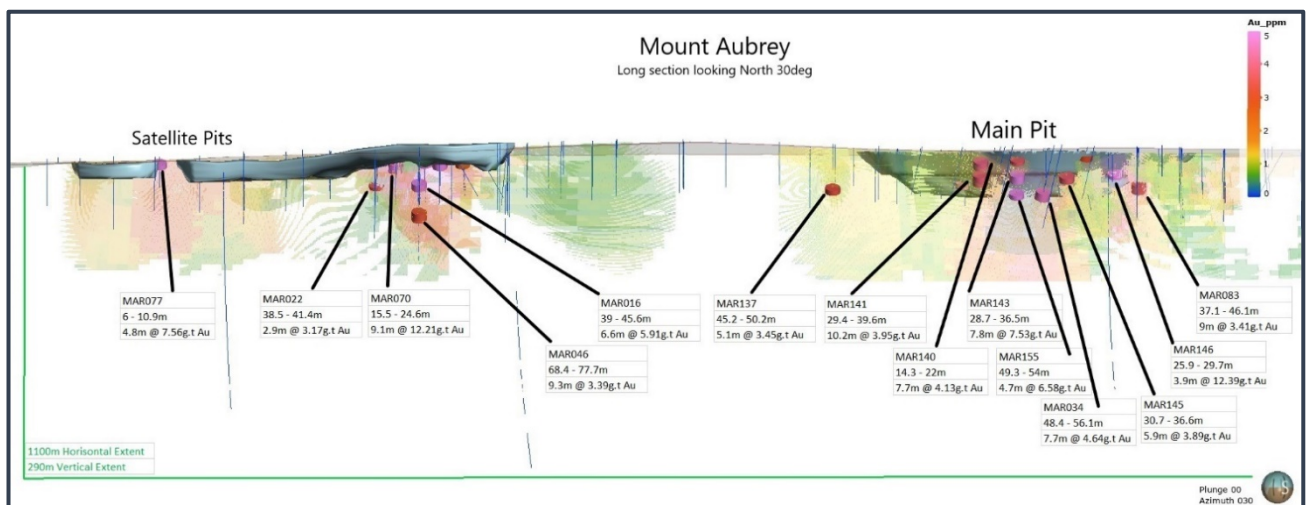 Mount Aubrey
Long section looking North 30deg
Au_ppm
5
4
3
2
1
0
Satellite Pits
Main Pit
MAR077
6 - 10.9m
4.8m @ 7.56g.t Au
MAR022
38.5 - 41.4m
2.9m @ 3.17g.t Au
MAR070
15.5 - 24.6m
9.1m @ 12.21g.t Au
MAR016
39 - 45.6m
6.6m @ 5.91g.t Au
MAR046
68.4 - 77.7m
9.3m @ 3.39g.t Au
MAR137
45.2 - 50.2m
5.1m @ 3.45g.t Au
MAR141
29.4 - 39.6m
10.2m @ 3.95g.t Au
MAR140
14.3 - 22m
7.7m @ 4.13g.t Au
MAR143
28.7 - 36.5m
7.8m @ 7.53g.t Au
MAR155
49.3 - 54m
4.7m @ 6.58g.t Au
MAR034
48.4 - 56.1m
7.7m @ 4.64g.t Au
MAR145
30.7 - 36.6m
5.9m @ 3.89g.t Au
MAR146
25.9 - 29.7m
3.9m @ 12.39g.t Au
MAR083
37.1 - 46.1m
9m @ 3.41g.t Au
1100m Horisontal Extent
290m Vertical Extent
Plunge 00
Azimuth 030
S